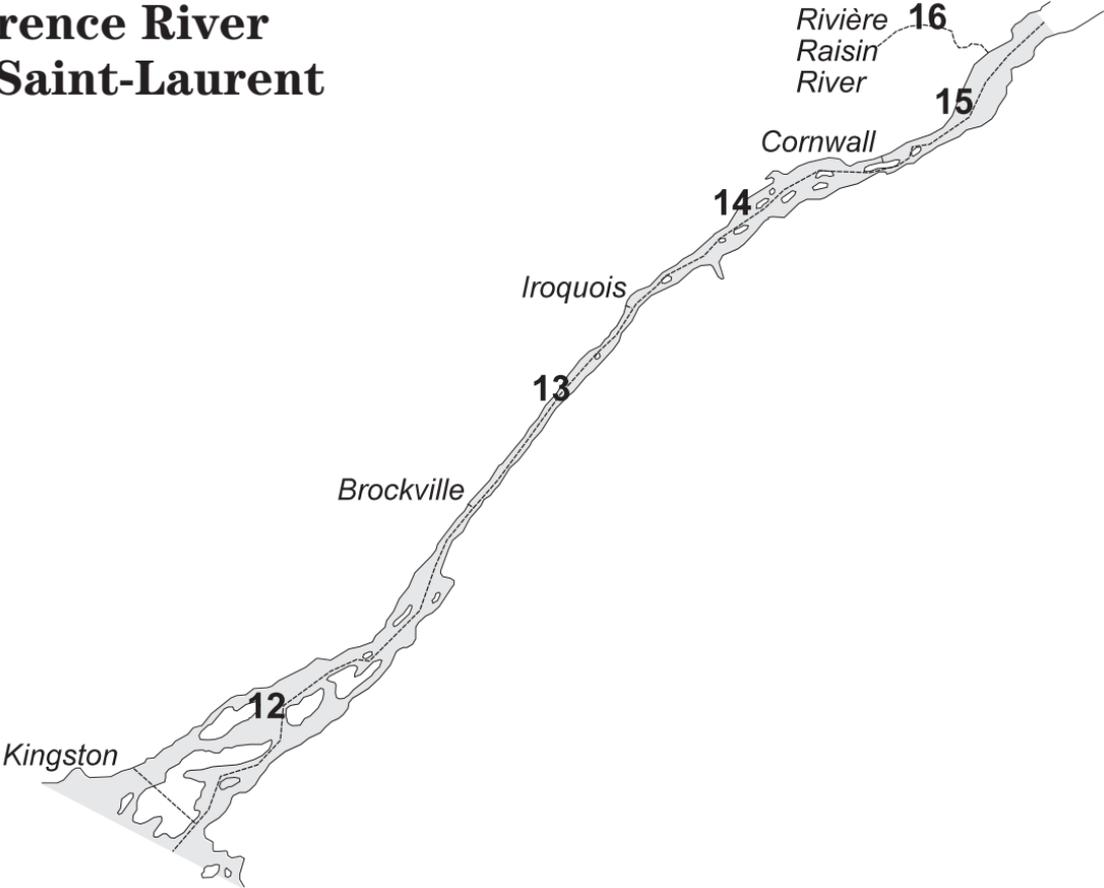 rence River
Saint-Laurent
Rivière 16
Raisin
River
15
Cornwall
14
Iroquois
13
Brockville
12
Kingston